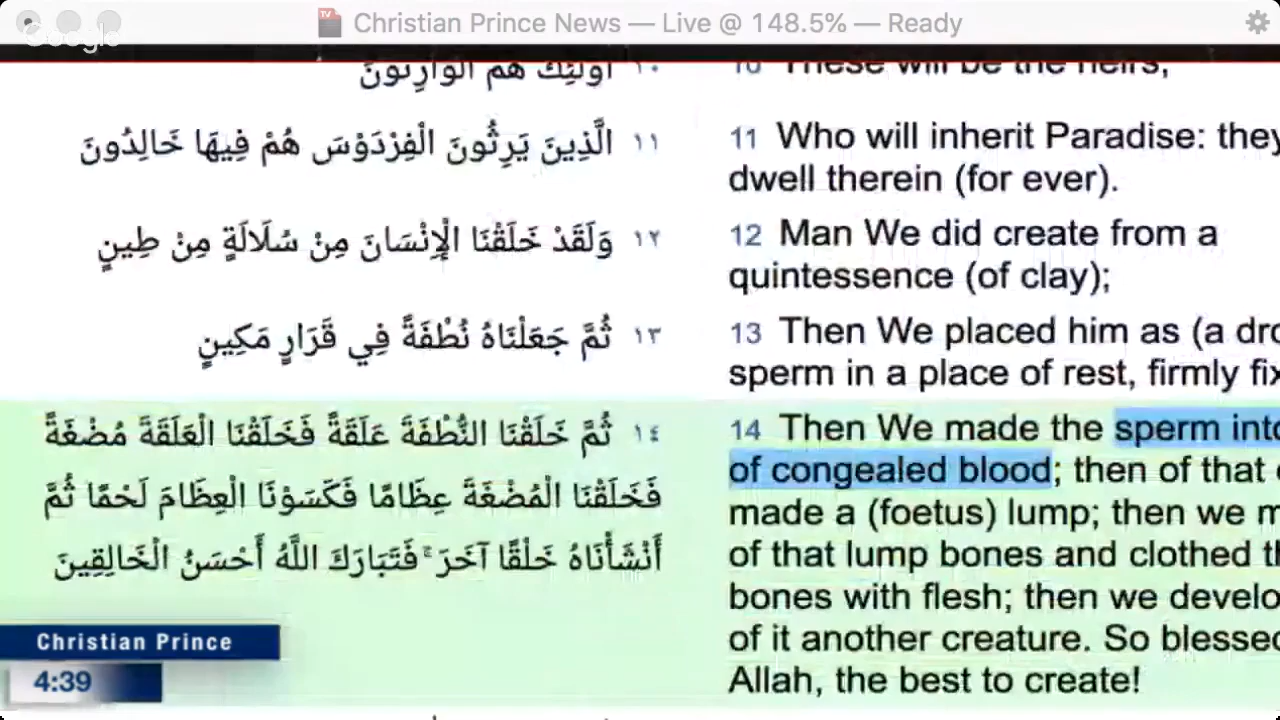 Christian Prince News — Live @ 148.5% — Ready
Google
أُولَٰئِكَ هُمُ الْوَارِثُونَ ١٠
10 These will be the heirs,
الَّذِينَ يَرِثُونَ الْفِرْدَوْسَ هُمْ فِيهَا خَالِدُونَ ١١
11 Who will inherit Paradise: they
dwell therein (for ever).
وَلَقَدْ خَلَقْنَا الْإِنْسَانَ مِنْ سُلَالَةٍ مِنْ طِينٍ ١٢
12 Man We did create from a
quintessence (of clay);
ثُمَّ جَعَلْنَاهُ نُطْفَةً فِي قَرَارٍ مَكِينٍ ١٣
13 Then We placed him as (a dro
sperm in a place of rest, firmly fix
ثُمَّ خَلَقْنَا النُّطْفَةَ عَلَقَةً فَخَلَقْنَا الْعَلَقَةَ مُضْغَةً ١٤
فَخَلَقْنَا الْمُضْغَةَ عِظَامًا فَكَسَوْنَا الْعِظَامَ لَحْمًا ثُمَّ
أَنْشَأْنَاهُ خَلْقًا آخَرَ ۚ فَتَبَارَكَ اللَّهُ أَحْسَنُ الْخَالِقِينَ
14 Then We made the sperm into
of congealed blood; then of that
made a (foetus) lump; then we m
of that lump bones and clothed th
bones with flesh; then we develo
of it another creature. So blessed
Allah, the best to create!
Christian Prince
4:39